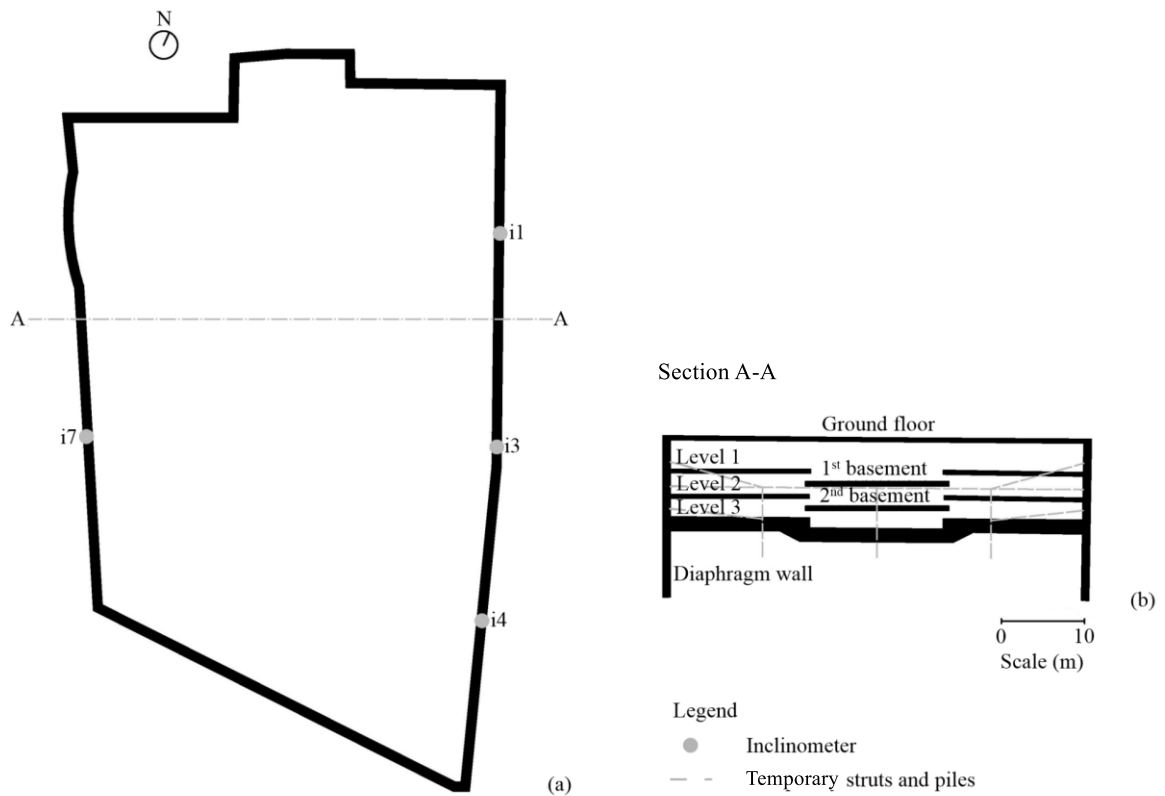 N
i1
A
A
i7
i3
i4
(a)
Section A-A
Ground floor
Level 1
1st basement
Level 2
2nd basement
Level 3
Diaphragm wall
(b)
0
10
Scale (m)
Legend
Inclinometer
Temporary struts and piles